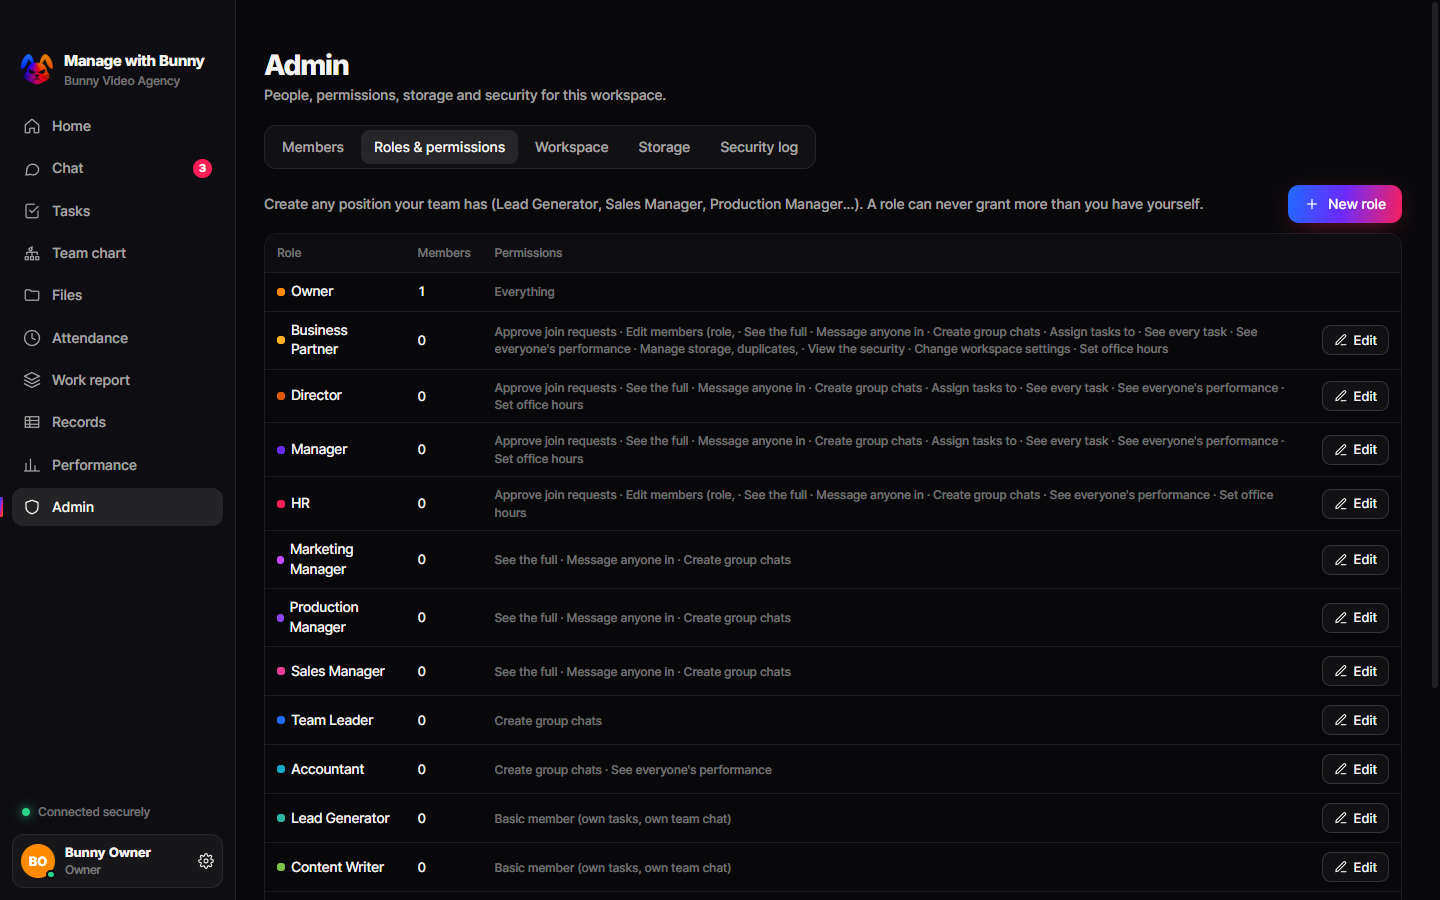 Manage with Bunny
Bunny Video Agency
Home
Chat
3
Tasks
Team chart
Files
Attendance
Work report
Records
Performance
Admin
Connected securely
BO
Bunny Owner
Owner
Admin
People, permissions, storage and security for this workspace.
Members
Roles & permissions
Workspace
Storage
Security log
Create any position your team has (Lead Generator, Sales Manager, Production Manager...). A role can never grant more than you have yourself.
+ New role
Role Members Permissions
Owner 1 Everything
Business Partner 0 Approve join requests · Edit members (role, · See the full · Message anyone in · Create group chats · Assign tasks to · See every task · See
everyone's performance · Manage storage, duplicates, · View the security · Change workspace settings · Set office hours
Edit
Director 0 Approve join requests · See the full · Message anyone in · Create group chats · Assign tasks to · See every task · See everyone's performance ·
Set office hours
Edit
Manager 0 Approve join requests · See the full · Message anyone in · Create group chats · Assign tasks to · See every task · See everyone's performance ·
Set office hours
Edit
HR 0 Approve join requests · Edit members (role, · See the full · Message anyone in · Create group chats · See everyone's performance · Set office
hours
Edit
Marketing Manager 0 See the full · Message anyone in · Create group chats Edit
Production Manager 0 See the full · Message anyone in · Create group chats Edit
Sales Manager 0 See the full · Message anyone in · Create group chats Edit
Team Leader 0 Create group chats Edit
Accountant 0 Create group chats · See everyone's performance Edit
Lead Generator 0 Basic member (own tasks, own team chat) Edit
Content Writer 0 Basic member (own tasks, own team chat) Edit